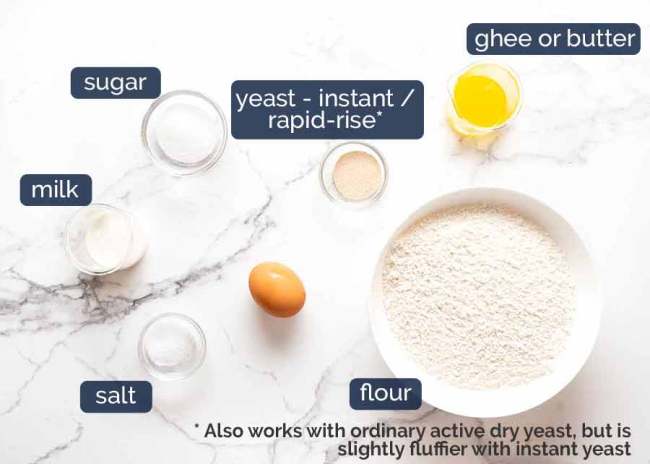 ghee or butter
sugar
yeast - instant /
rapid-rise*
milk
salt
flour
* Also works with ordinary active dry yeast, but is
slightly fluffier with instant yeast